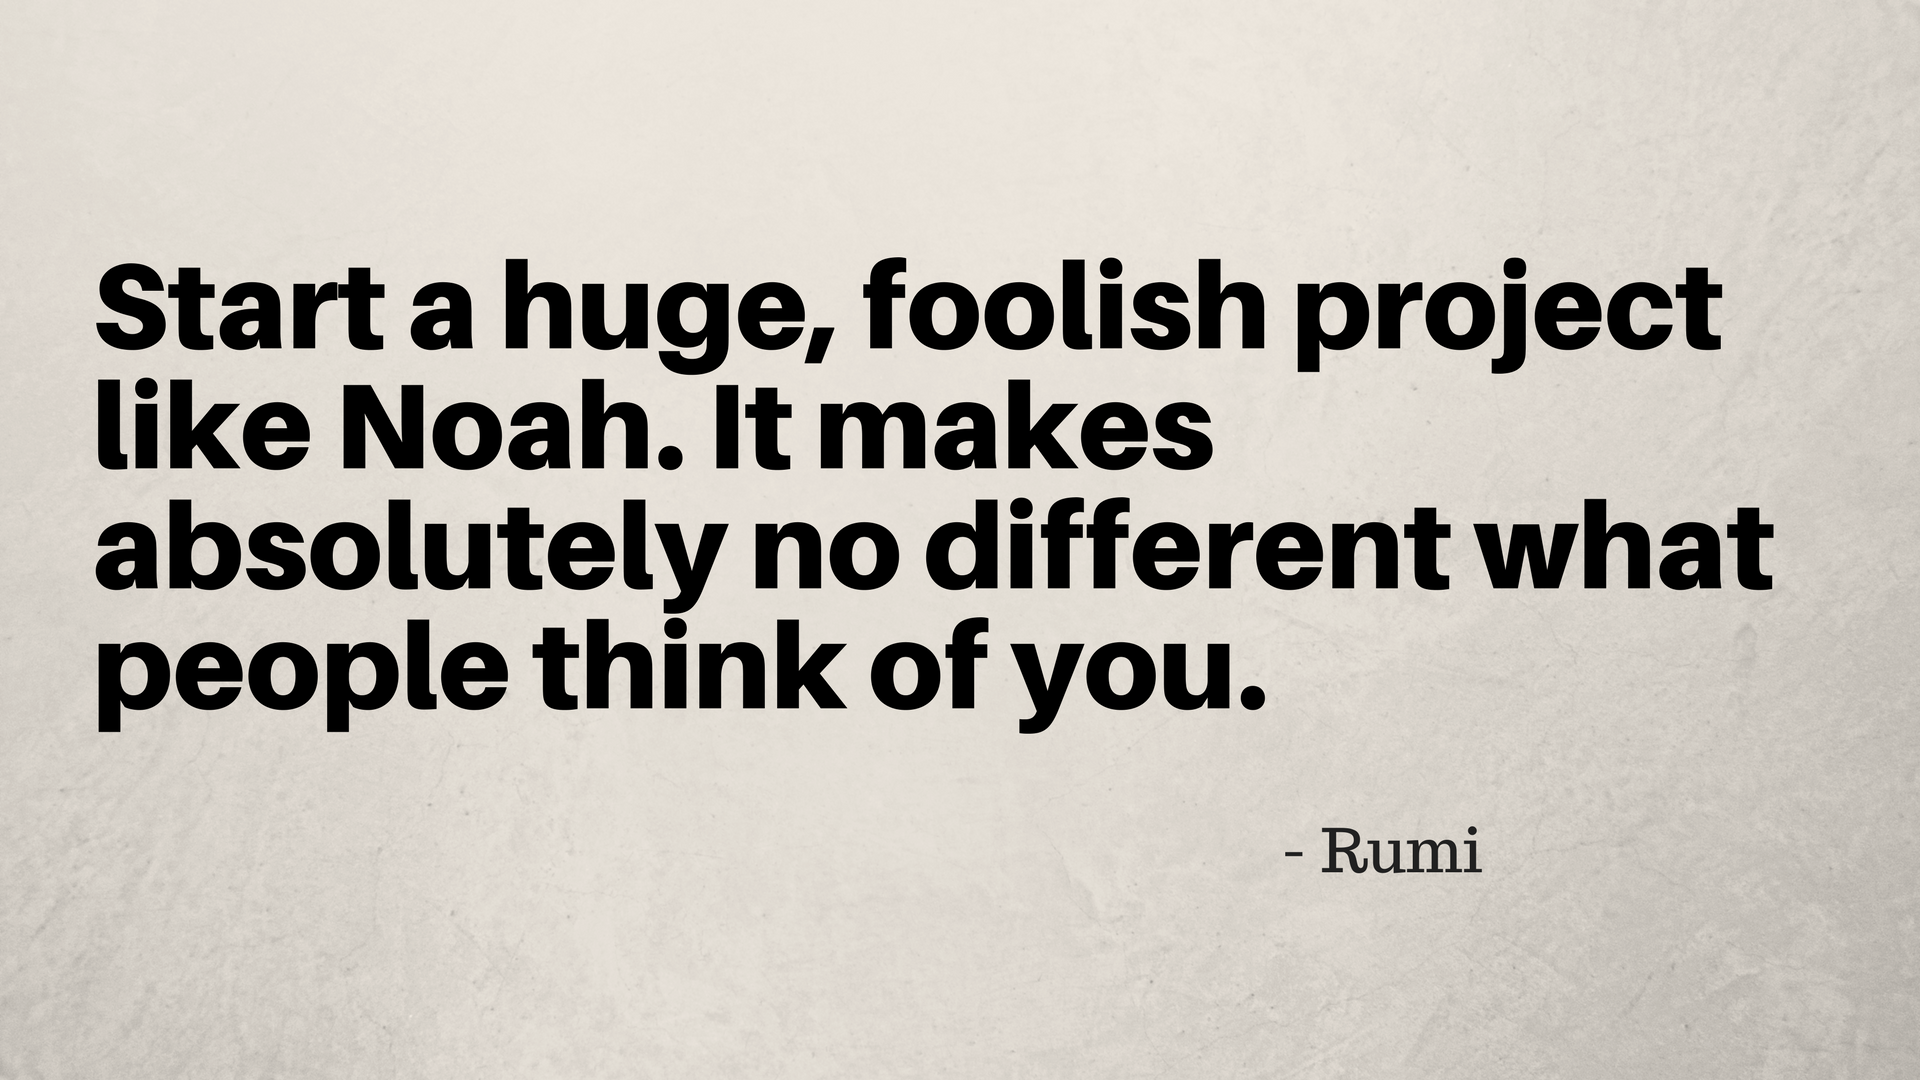 Start a huge, foolish project
like Noah. It makes
absolutely no different what
people think of you.
- Rumi